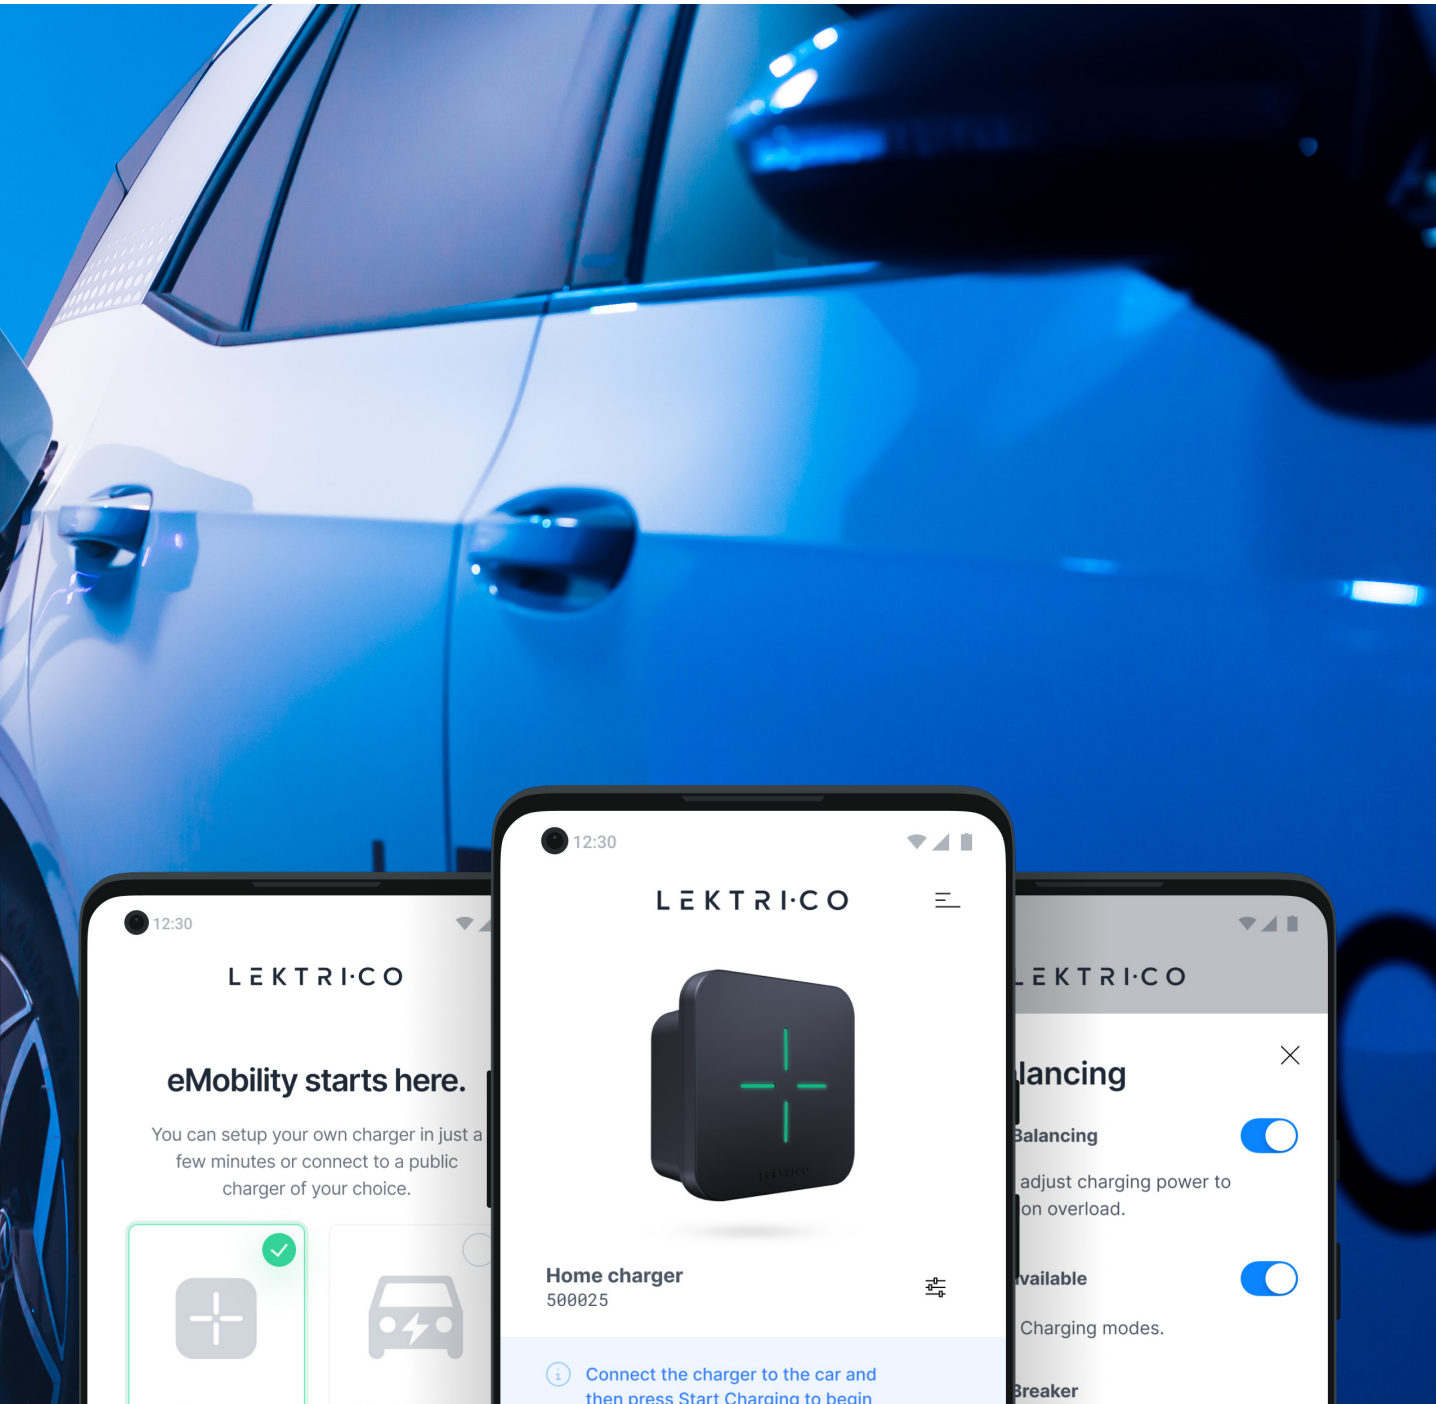 12:30
LEKTRI·CO
eMobility starts here.
You can setup your own charger in just a
few minutes or connect to a public
charger of your choice.
12:30
LEKTRI·CO
LEKTRICO
Home charger
500025
Connect the charger to the car and
then press Start Charging to begin
LEKTRI·CO
lancing
Balancing
adjust charging power to
on overload.
vailable
Charging modes.
Breaker